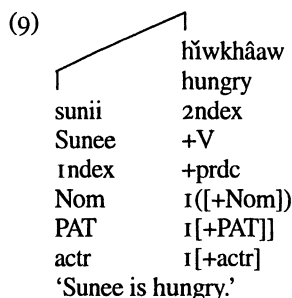 (9)
hǐwkhâaw
hungry
sunii 2ndex
Sunee +V
1ndex +prdc
Nom 1([+Nom])
PAT 1[+PAT]]
actr 1[+actr]
‘Sunee is hungry.’